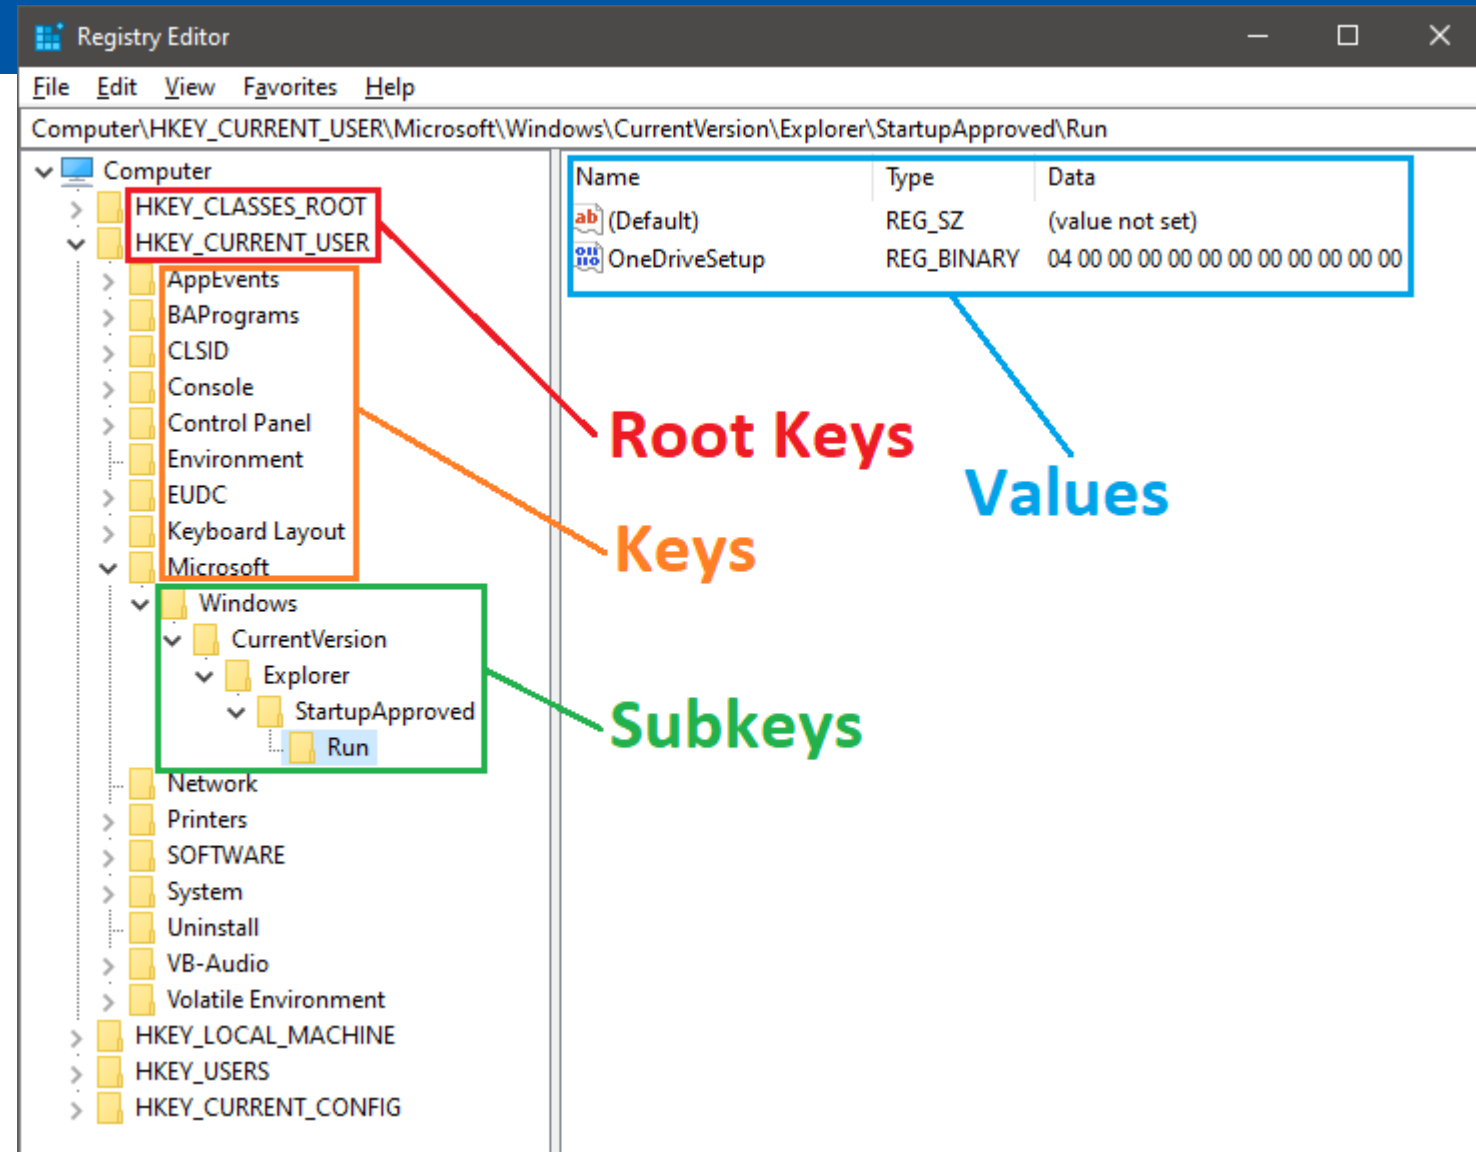 Registry Editor
File Edit View Favorites Help
Computer\HKEY_CURRENT_USER\Microsoft\Windows\CurrentVersion\Explorer\StartupApproved\Run
Computer
HKEY_CLASSES_ROOT
HKEY_CURRENT_USER
AppEvents
BAPrograms
CLSID
Console
Control Panel
Environment
EUDC
Keyboard Layout
Microsoft
Windows
CurrentVersion
Explorer
StartupApproved
Run
Network
Printers
SOFTWARE
System
Uninstall
VB-Audio
Volatile Environment
HKEY_LOCAL_MACHINE
HKEY_USERS
HKEY_CURRENT_CONFIG
Name Type Data
ab (Default) REG_SZ (value not set)
OneDriveSetup REG_BINARY 04 00 00 00 00 00 00 00 00 00 00 00
Root Keys
Values
Keys
Subkeys